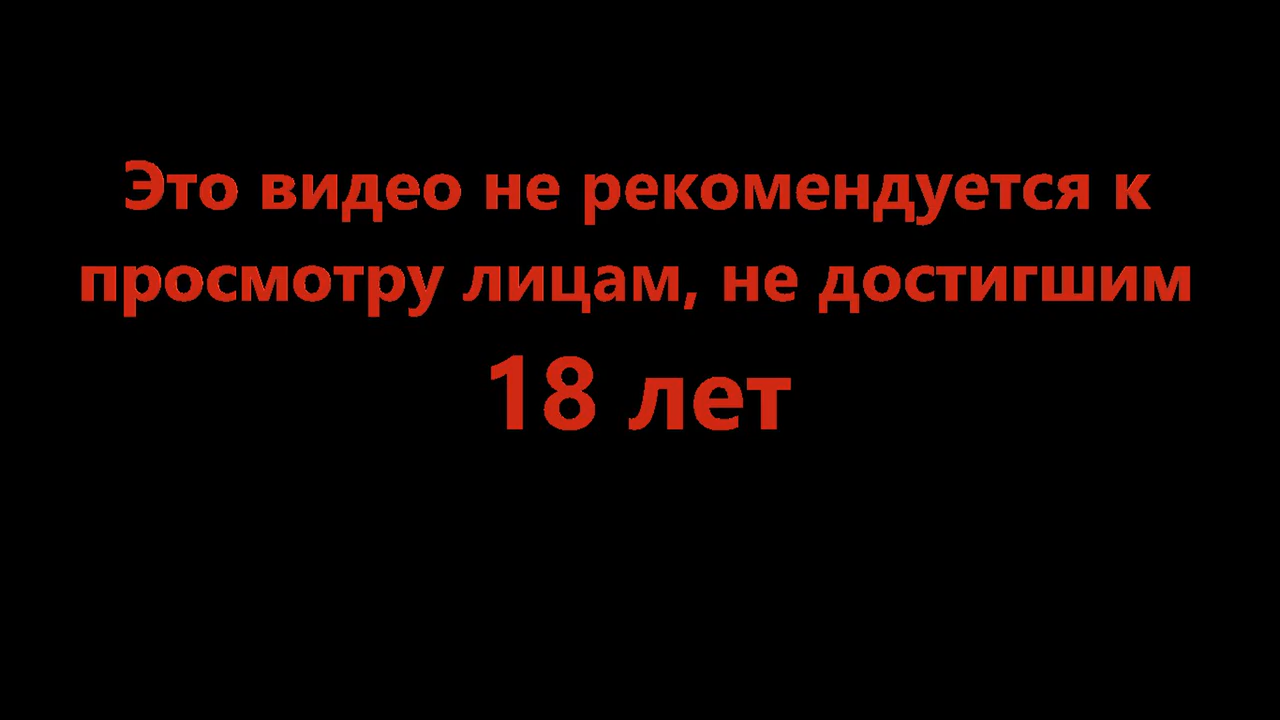 Это видео не рекомендуется к
просмотру лицам, не достигшим
18 лет